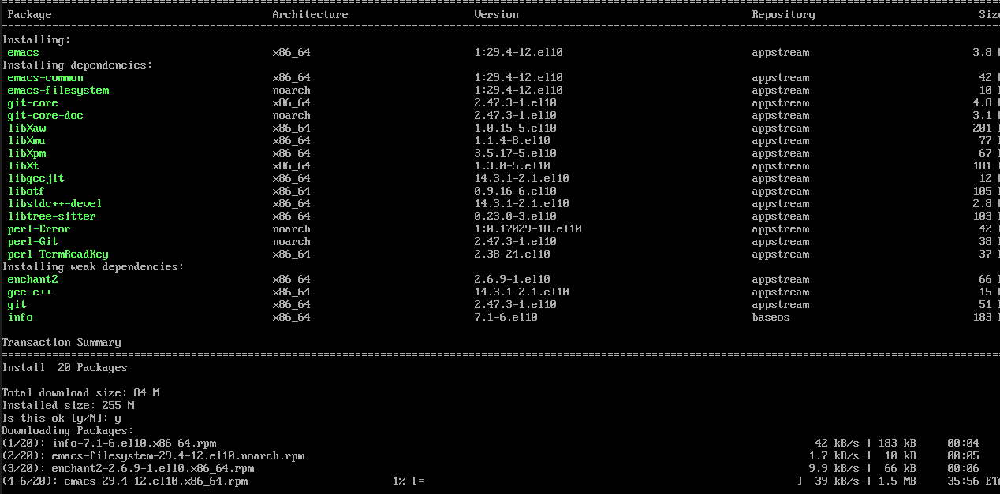 ================================================================================
Package Architecture Version Repository Siz
================================================================================
Installing:
emacs x86_64 1:29.4-12.el10 appstream 3.8
Installing dependencies:
emacs-common x86_64 1:29.4-12.el10 appstream 42
emacs-filesystem noarch 1:29.4-12.el10 appstream 10
git-core x86_64 2.47.3-1.el10 appstream 4.8
git-core-doc noarch 2.47.3-1.el10 appstream 3.1
libXaw x86_64 1.0.15-5.el10 appstream 201
libXmu x86_64 1.1.4-8.el10 appstream 77
libXpm x86_64 3.5.17-5.el10 appstream 67
libXt x86_64 1.3.0-5.el10 appstream 181
libgccjit x86_64 14.3.1-2.1.el10 appstream 12
libotf x86_64 0.9.16-6.el10 appstream 105
libstdc++-devel x86_64 14.3.1-2.1.el10 appstream 2.8
libtree-sitter x86_64 0.23.0-3.el10 appstream 103
perl-Error noarch 1:0.17029-18.el10 appstream 42
perl-Git noarch 2.47.3-1.el10 appstream 38
perl-TermReadKey x86_64 2.38-24.el10 appstream 37
Installing weak dependencies:
enchant2 x86_64 2.6.9-1.el10 appstream 66
gcc-c++ x86_64 14.3.1-2.1.el10 appstream 15
git x86_64 2.47.3-1.el10 appstream 51
info x86_64 7.1-6.el10 baseos 183
Transaction Summary
================================================================================
Install 20 Packages
Total download size: 84 M
Installed size: 255 M
Is this ok [y/N]: y
Downloading Packages:
(1/20): info-7.1-6.el10.x86_64.rpm 42 kB/s | 183 kB 00:04
(2/20): emacs-filesystem-29.4-12.el10.noarch.rpm 1.7 kB/s | 10 kB 00:05
(3/20): enchant2-2.6.9-1.el10.x86_64.rpm 9.9 kB/s | 66 kB 00:06
(4-6/20): emacs-29.4-12.el10.x86_64.rpm 1% [= ] 39 kB/s | 1.5 MB 35:56 ET